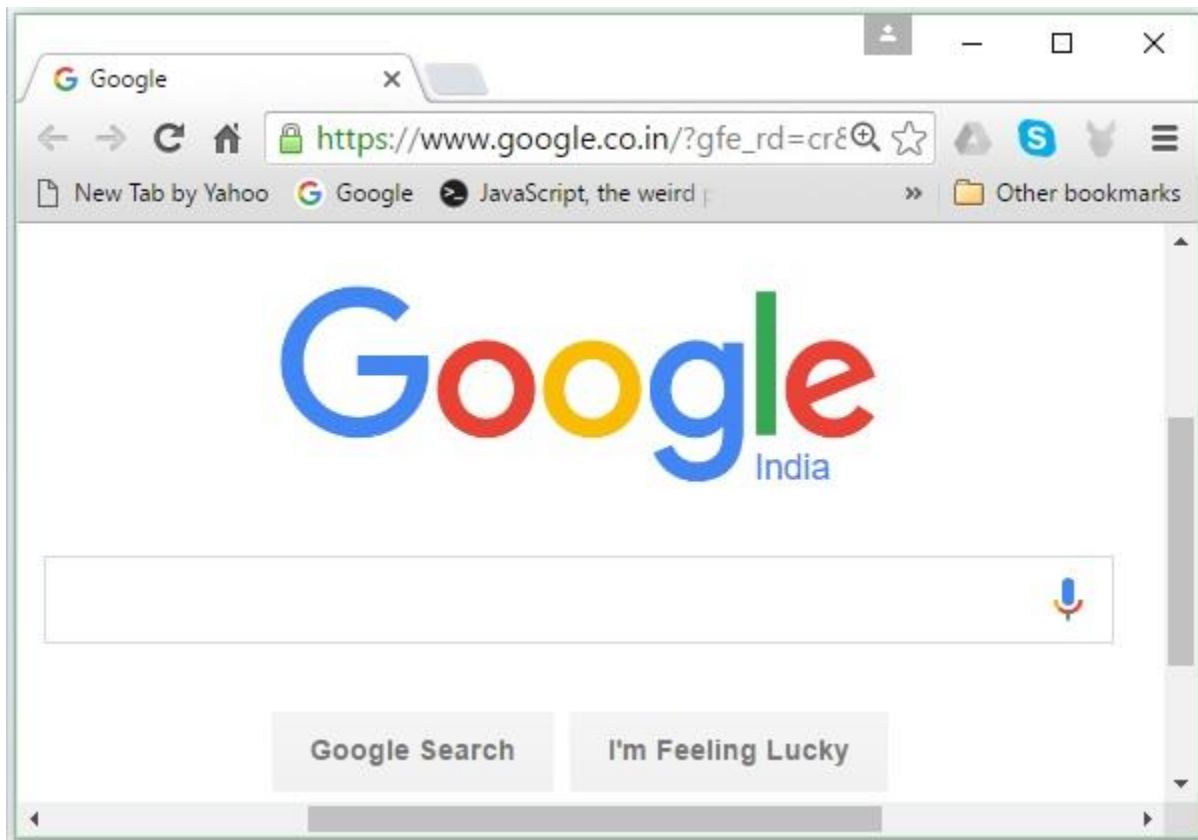 Google
https://www.google.co.in/?gfe_rd=cr&
New Tab by Yahoo Google JavaScript, the weird Other bookmarks
Google
India
Google Search I'm Feeling Lucky